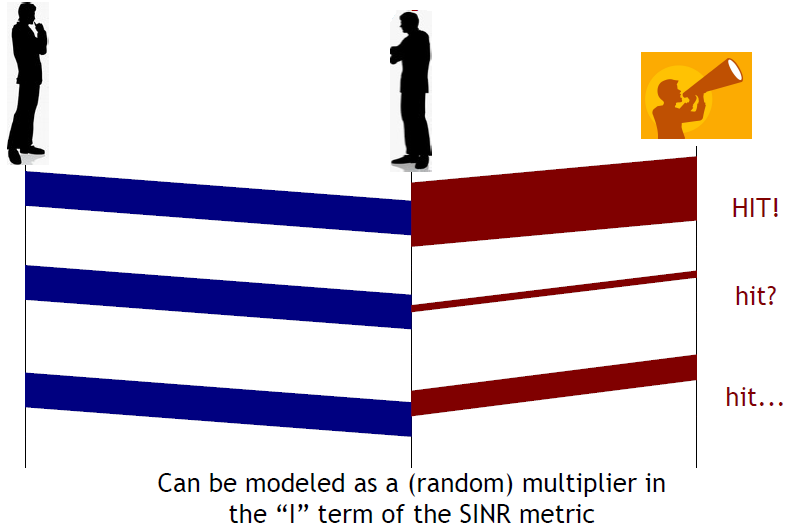 HIT!
hit?
hit...
Can be modeled as a (random) multiplier in
the “I” term of the SINR metric